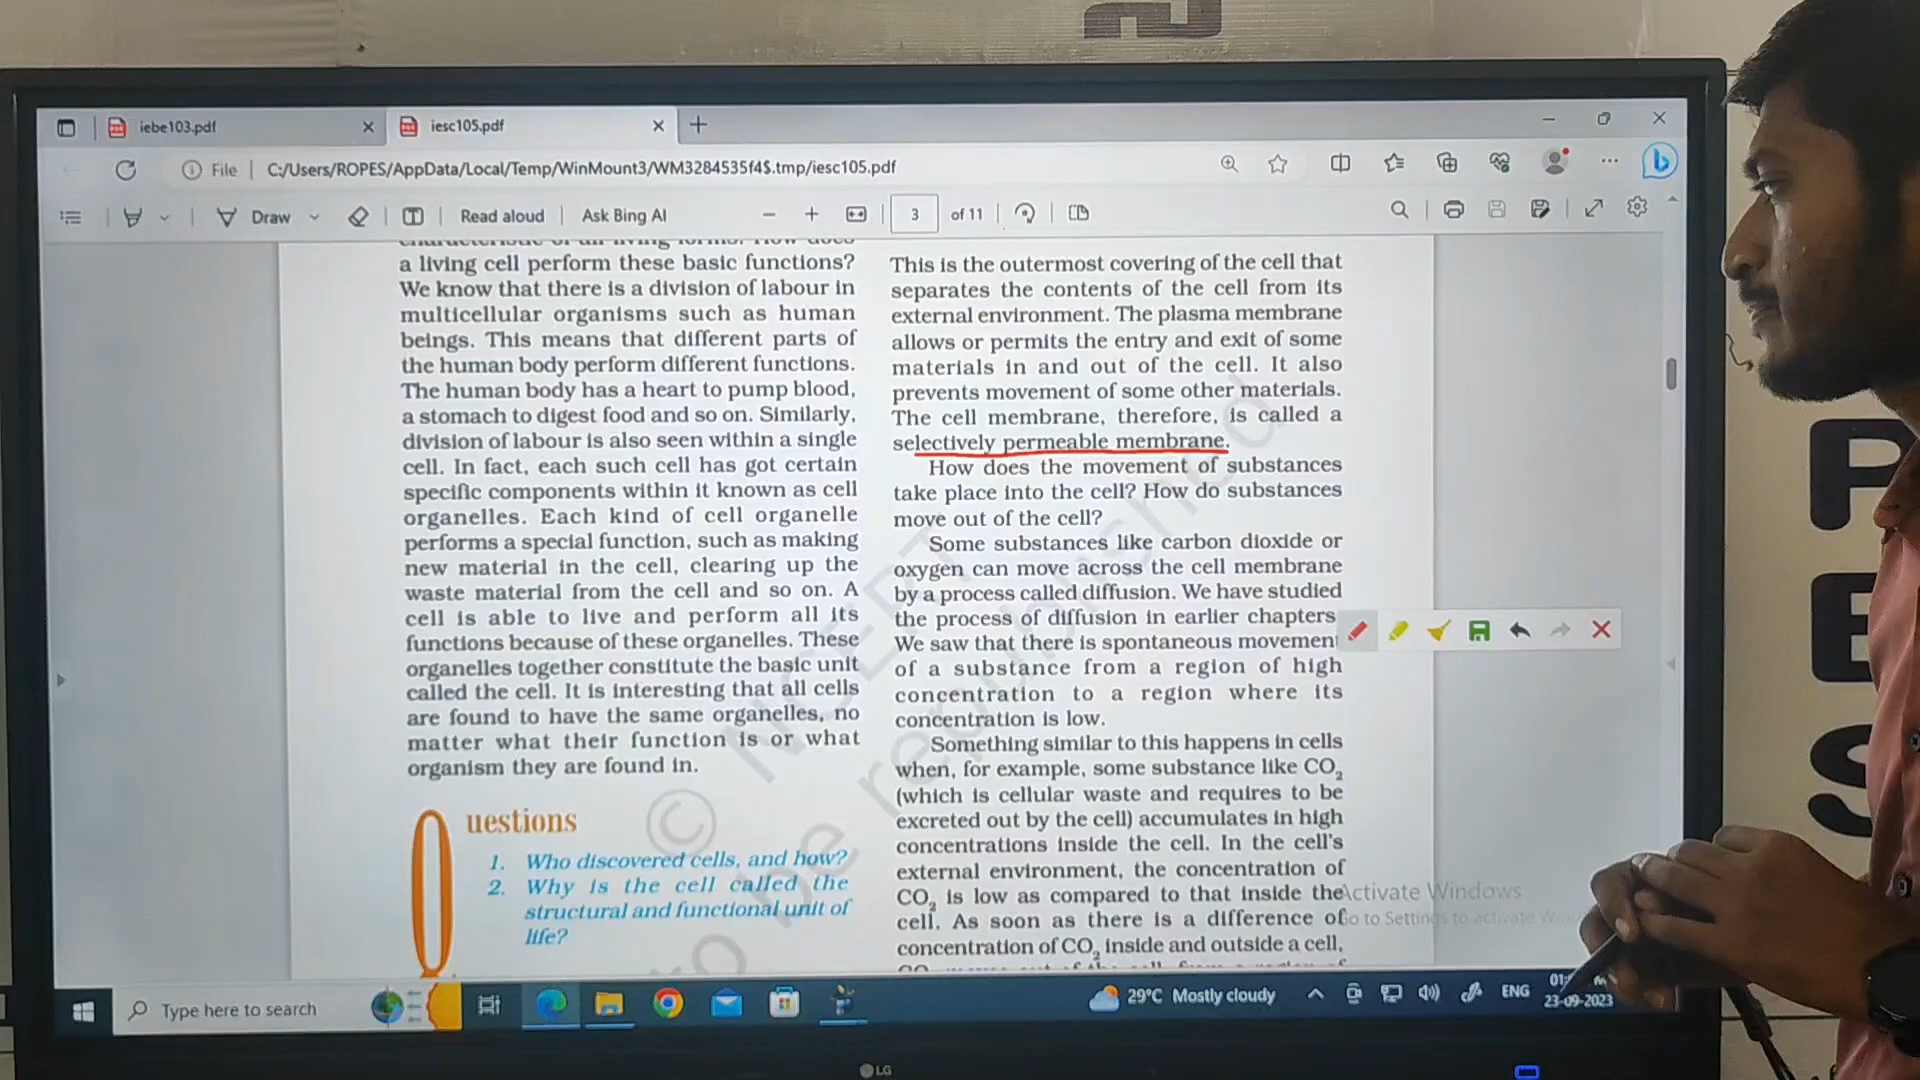 2
iebe103.pdf
iesc105.pdf
File
C:/Users/ROPES/AppData/Local/Temp/WinMount3/WM3284535f4$.tmp/iesc105.pdf
Draw
Read aloud
Ask Bing AI
3
of 11
characteristic of all living forms. How does
a living cell perform these basic functions?
We know that there is a division of labour in
multicellular organisms such as human
beings. This means that different parts of
the human body perform different functions.
The human body has a heart to pump blood,
a stomach to digest food and so on. Similarly,
division of labour is also seen within a single
cell. In fact, each such cell has got certain
specific components within it known as cell
organelles. Each kind of cell organelle
performs a special function, such as making
new material in the cell, clearing up the
waste material from the cell and so on. A
cell is able to live and perform all its
functions because of these organelles. These
organelles together constitute the basic unit
called the cell. It is interesting that all cells
are found to have the same organelles, no
matter what their function is or what
organism they are found in.
Questions
1. Who discovered cells, and how?
2. Why is the cell called the
structural and functional unit of
life?
This is the outermost covering of the cell that
separates the contents of the cell from its
external environment. The plasma membrane
allows or permits the entry and exit of some
materials in and out of the cell. It also
prevents movement of some other materials.
The cell membrane, therefore, is called a
selectively permeable membrane.
How does the movement of substances
take place into the cell? How do substances
move out of the cell?
Some substances like carbon dioxide or
oxygen can move across the cell membrane
by a process called diffusion. We have studied
the process of diffusion in earlier chapters
We saw that there is spontaneous movement
of a substance from a region of high
concentration to a region where its
concentration is low.
Something similar to this happens in cells
when, for example, some substance like CO₂
(which is cellular waste and requires to be
excreted out by the cell) accumulates in high
concentrations inside the cell. In the cell's
external environment, the concentration of
CO₂ is low as compared to that inside the
cell. As soon as there is a difference of
concentration of CO₂ inside and outside a cell,
© NCERT
to be republished
Activate Windows
Go to Settings to activate
Type here to search
29°C Mostly cloudy
ENG
23-09-2023
LG
P
E
S